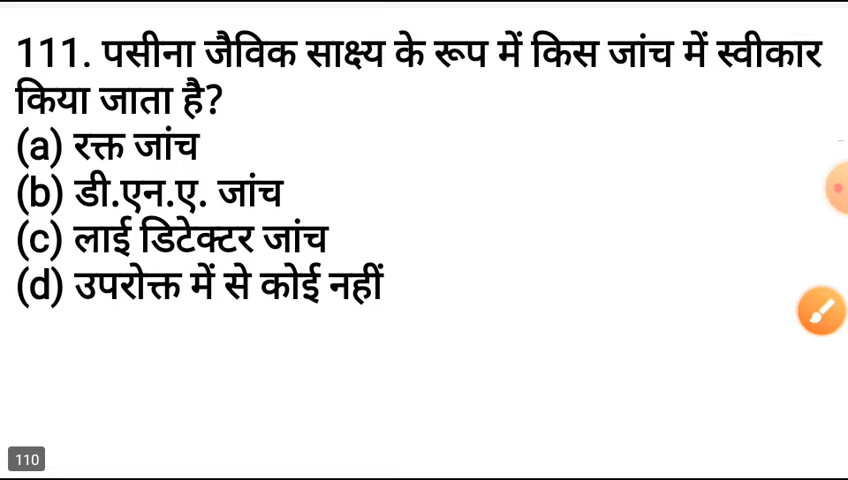 111. पसीना जैविक साक्ष्य के रूप में किस जांच में स्वीकार
किया जाता है?
(a) रक्त जांच
(b) डी.एन.ए. जांच
(c) लाई डिटेक्टर जांच
(d) उपरोक्त में से कोई नहीं
110